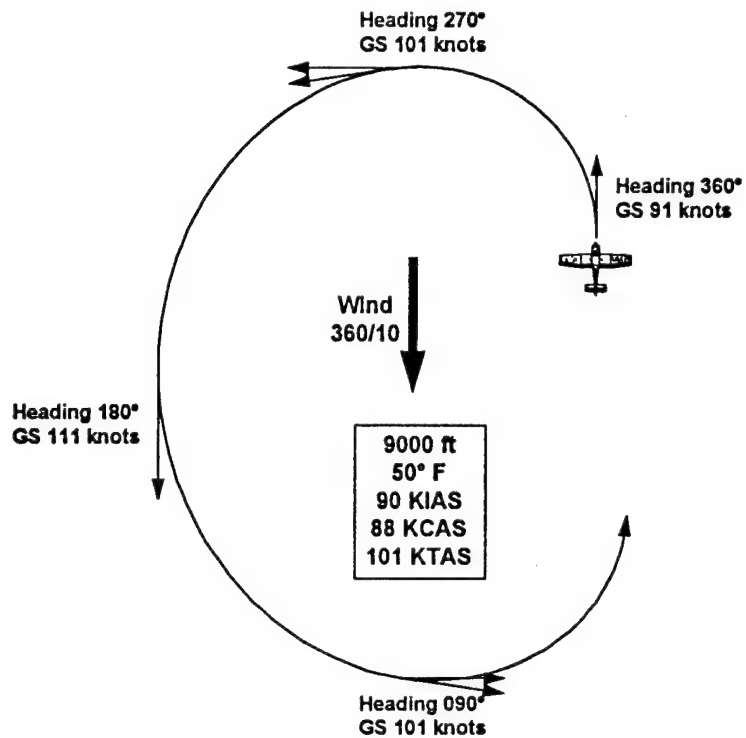 Heading 270°
GS 101 knots
Heading 360°
GS 91 knots
Wind
360/10
Heading 180°
GS 111 knots
9000 ft
50° F
90 KIAS
88 KCAS
101 KTAS
Heading 090°
GS 101 knots